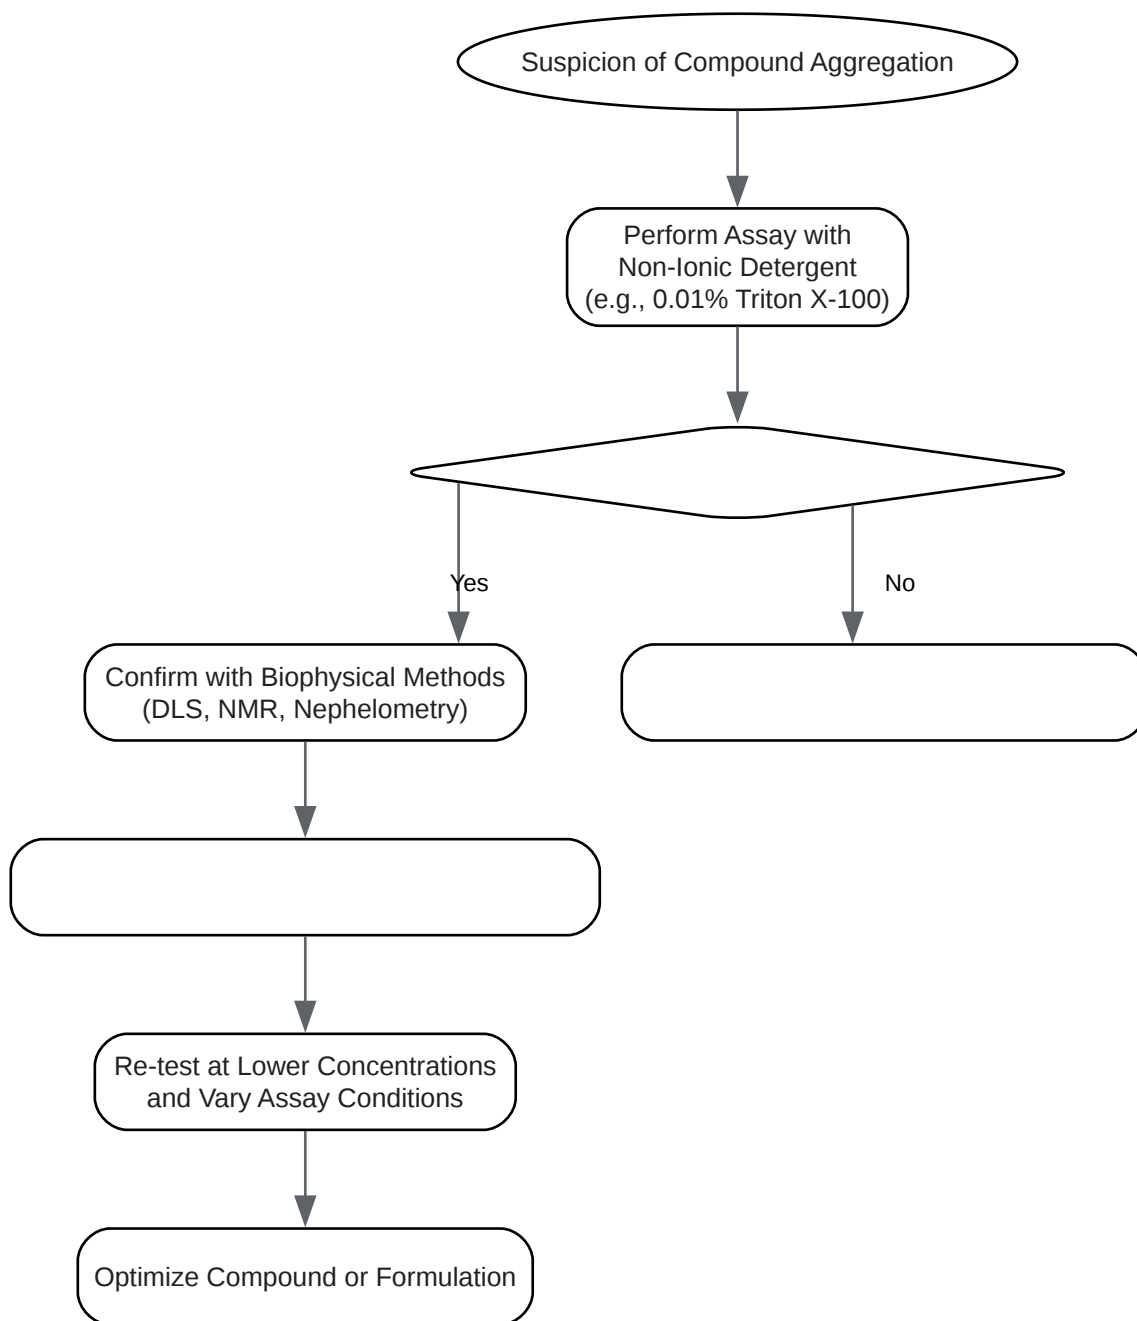 Suspicion of Compound Aggregation
Perform Assay with
Non-Ionic Detergent
(e.g., 0.01% Triton X-100)
Yes
No
Confirm with Biophysical Methods
(DLS, NMR, Nephelometry)
Re-test at Lower Concentrations
and Vary Assay Conditions
Optimize Compound or Formulation